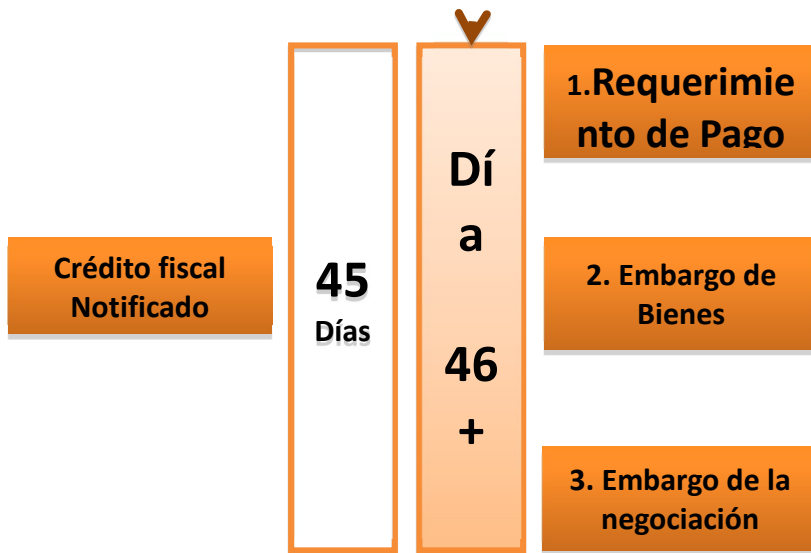 Crédito fiscal
Notificado
45
Días
Dí
a
46
+
1.Requerimie
nto de Pago
2. Embargo de
Bienes
3. Embargo de la
negociación